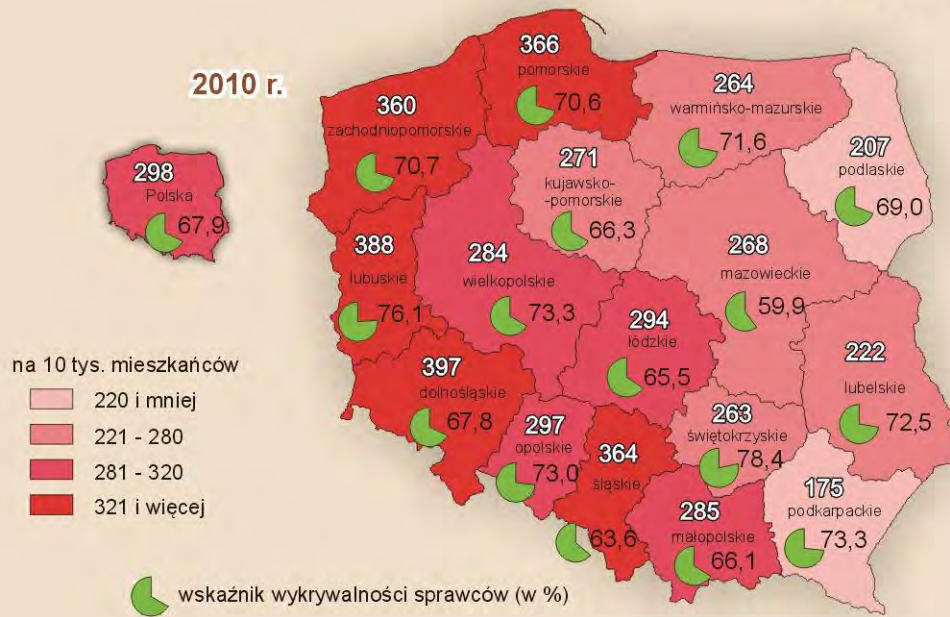 2010 r.
298
Polska
67,9
366
pomorskie
70,6
360
zachodniopomorskie
70,7
264
warmińsko-mazurskie
71,6
207
podlaskie
69,0
271
kujawsko-
-pomorskie
66,3
388
lubuskie
76,1
284
wielkopolskie
73,3
268
mazowieckie
59,9
294
łódzkie
65,5
222
lubelskie
72,5
397
dolnośląskie
67,8
297
opolskie
73,0
364
śląskie
63,6
263
świętokrzyskie
78,4
285
małopolskie
66,1
175
podkarpackie
73,3
na 10 tys. mieszkańców
220 i mniej
221 - 280
281 - 320
321 i więcej
wskaźnik wykrywalności sprawców (w %)